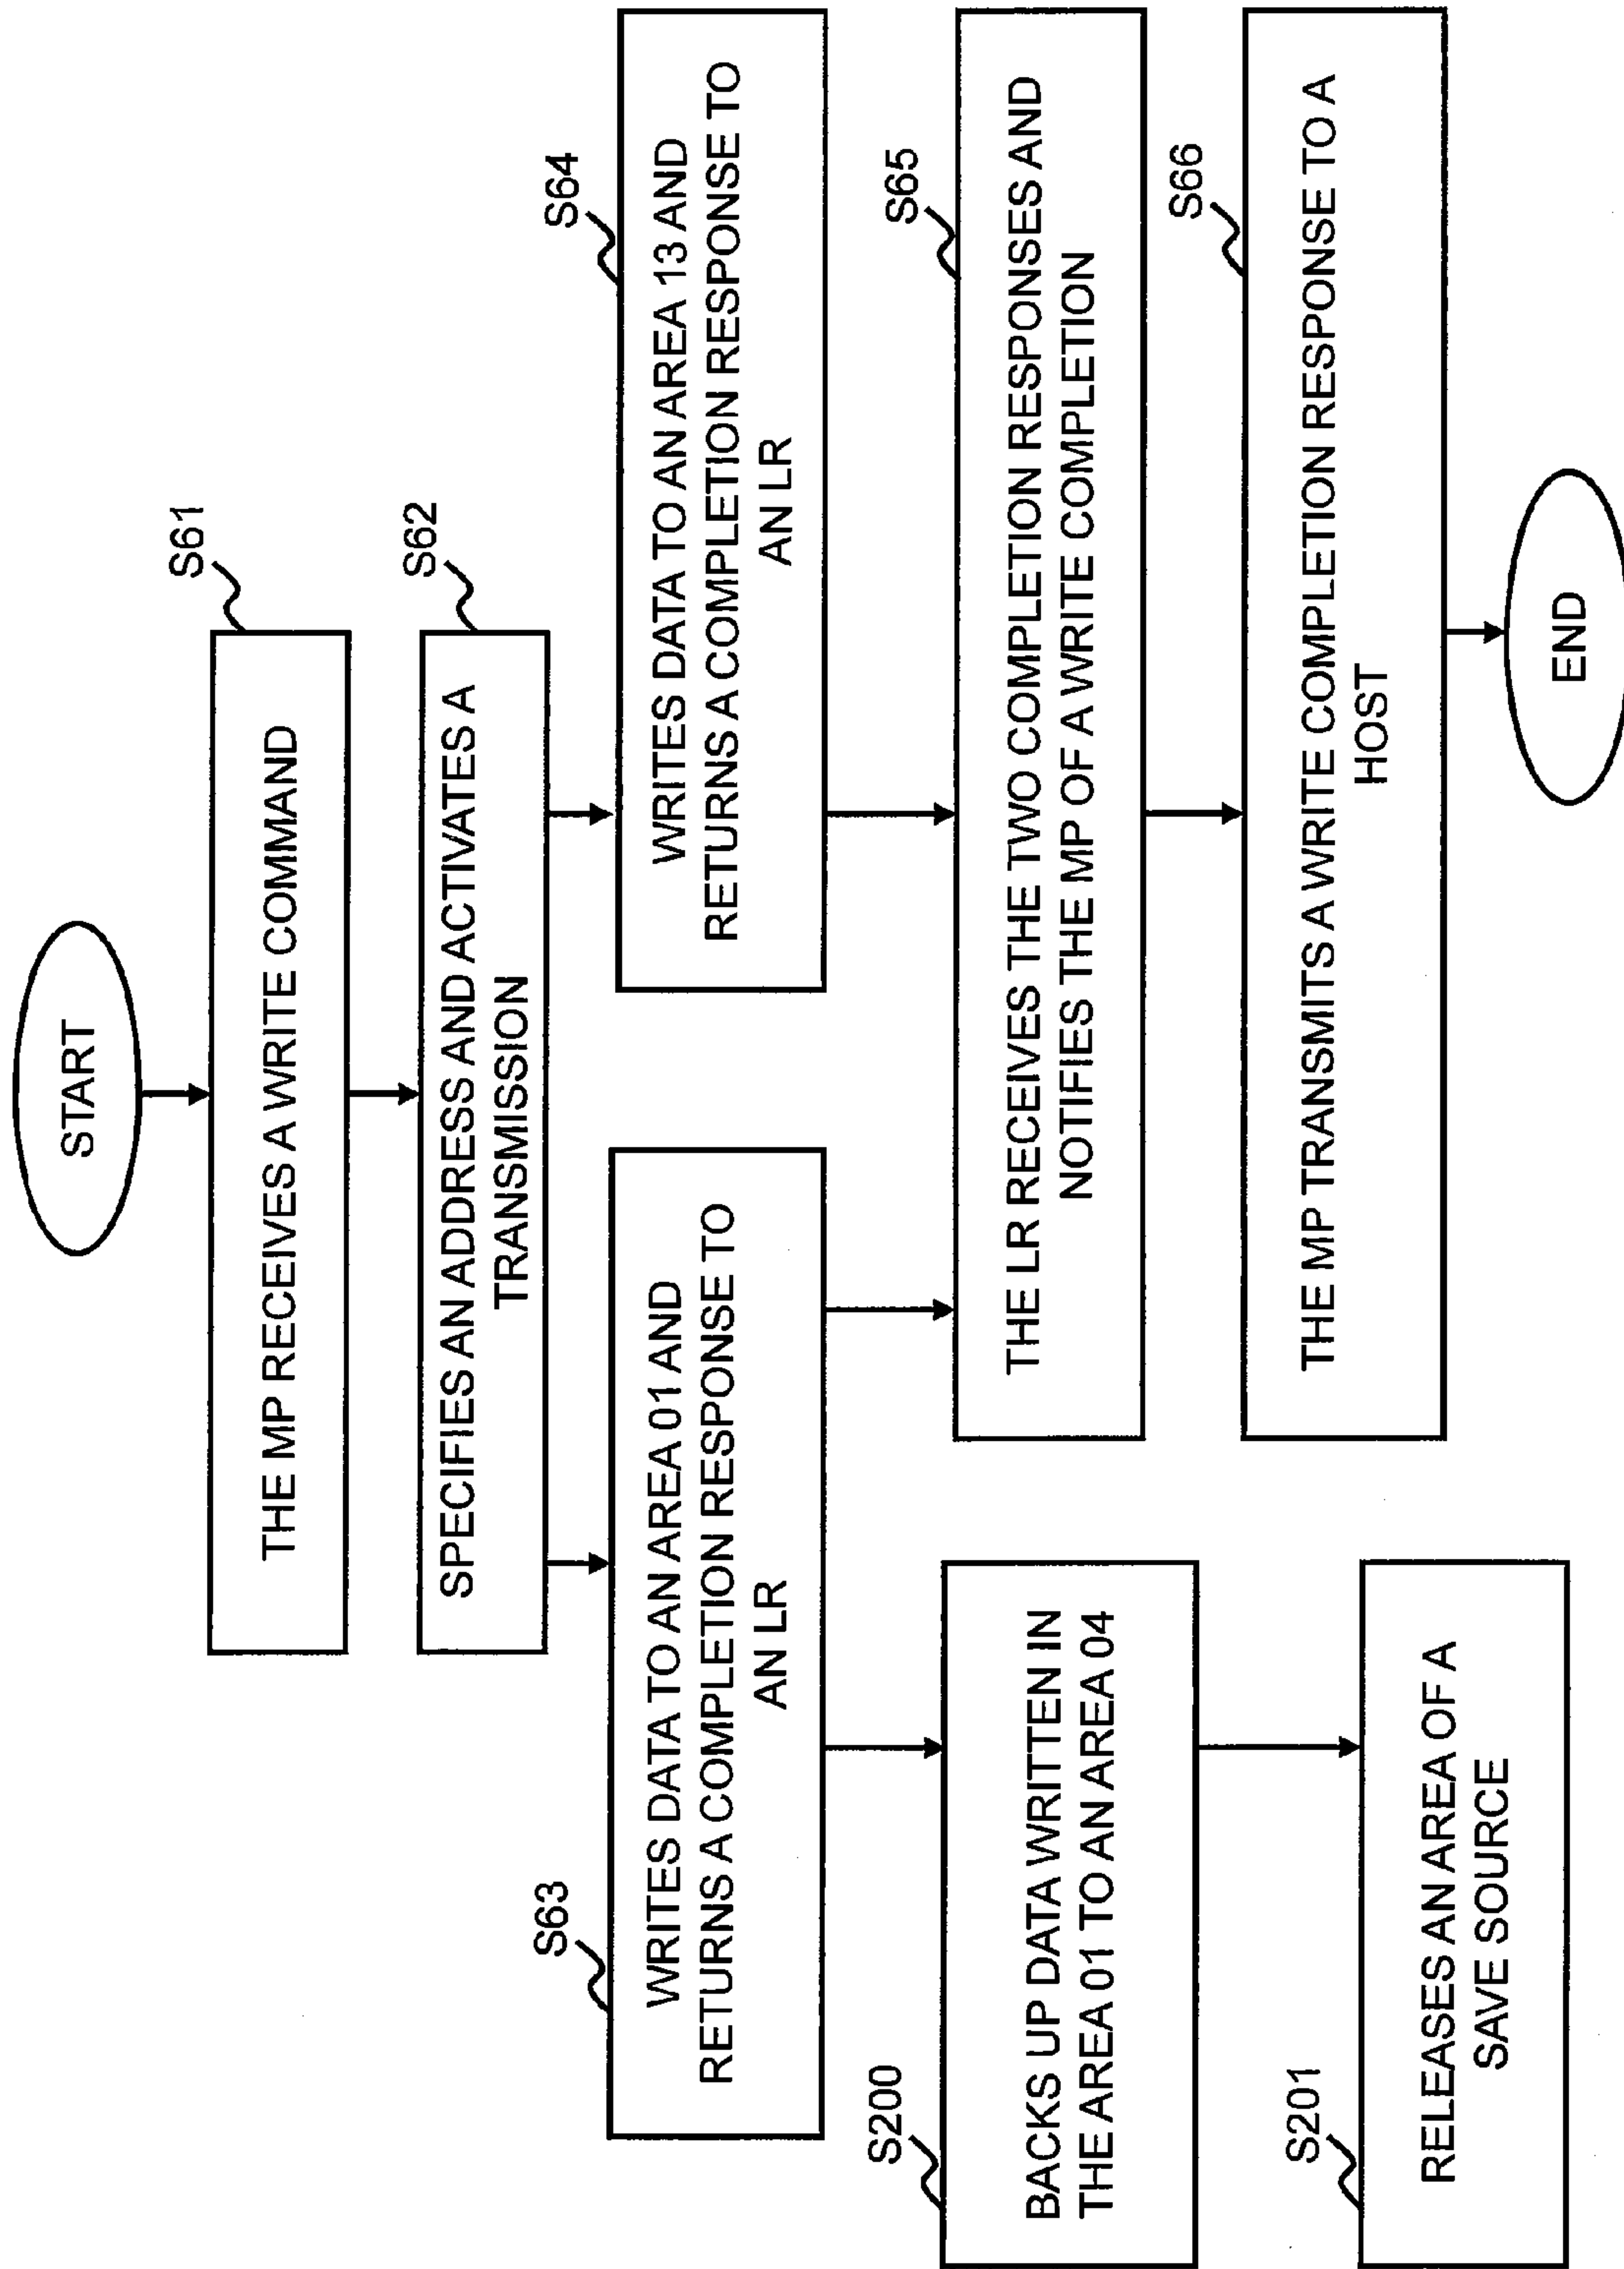 START
S61
THE MP RECEIVES A WRITE COMMAND
S62
SPECIFIES AN ADDRESS AND ACTIVATES A
TRANSMISSION
S63
WRITES DATA TO AN AREA 01 AND
RETURNS A COMPLETION RESPONSE TO
AN LR
S64
WRITES DATA TO AN AREA 13 AND
RETURNS A COMPLETION RESPONSE TO
AN LR
S200
BACKS UP DATA WRITTEN IN
THE AREA 01 TO AN AREA 04
S65
THE LR RECEIVES THE TWO COMPLETION RESPONSES AND
NOTIFIES THE MP OF A WRITE COMPLETION
S201
RELEASES AN AREA OF A
SAVE SOURCE
S66
THE MP TRANSMITS A WRITE COMPLETION RESPONSE TO A
HOST
END